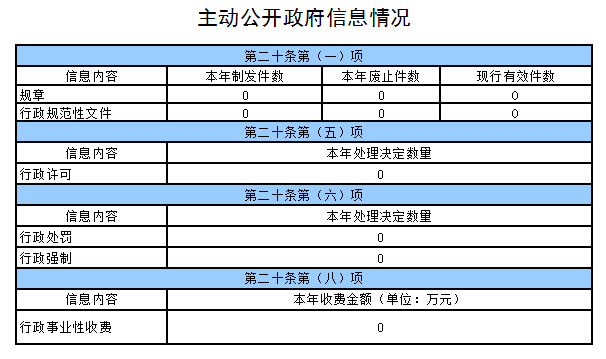 主动公开政府信息情况
第二十条第（一）项
信息内容 本年制发件数 本年废止件数 现行有效件数
规章 0 0 0
行政规范性文件 0 0 0
第二十条第（五）项
信息内容 本年处理决定数量
行政许可 0
第二十条第（六）项
信息内容 本年处理决定数量
行政处罚 0
行政强制 0
第二十条第（八）项
信息内容 本年收费金额（单位：万元）
行政事业性收费 0